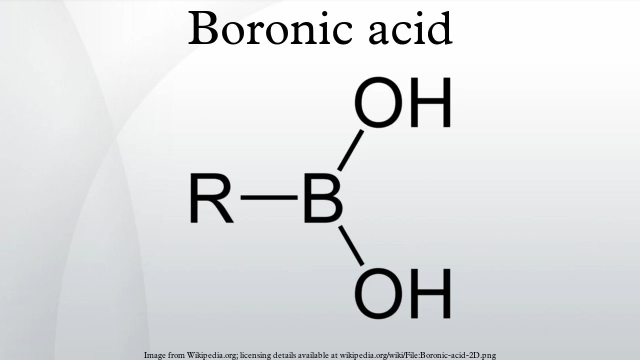 Boronic acid
OH
R—B
OH
Image from Wikipedia.org; licensing details available at wikipedia.org/wiki/File:Boronic-acid-2D.png